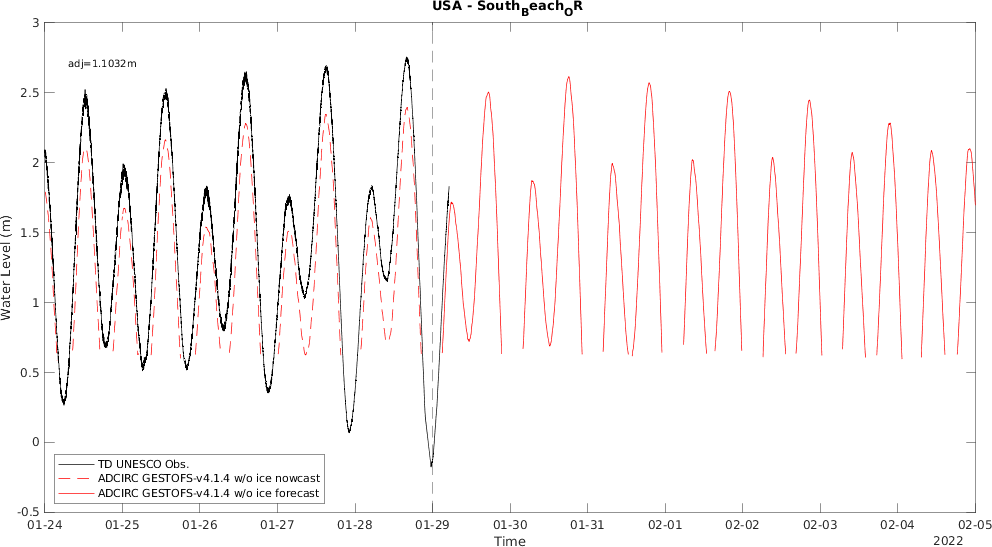 USA - South_Beach_OR
adj=1.1032m
3
2.5
2
1.5
1
0.5
0
-0.5
Water Level (m)
TD UNESCO Obs.
ADCIRC GESTOFS-v4.1.4 w/o ice nowcast
ADCIRC GESTOFS-v4.1.4 w/o ice forecast
01-24 01-25 01-26 01-27 01-28 01-29 01-30 01-31 02-01 02-02 02-03 02-04 02-05
Time
2022